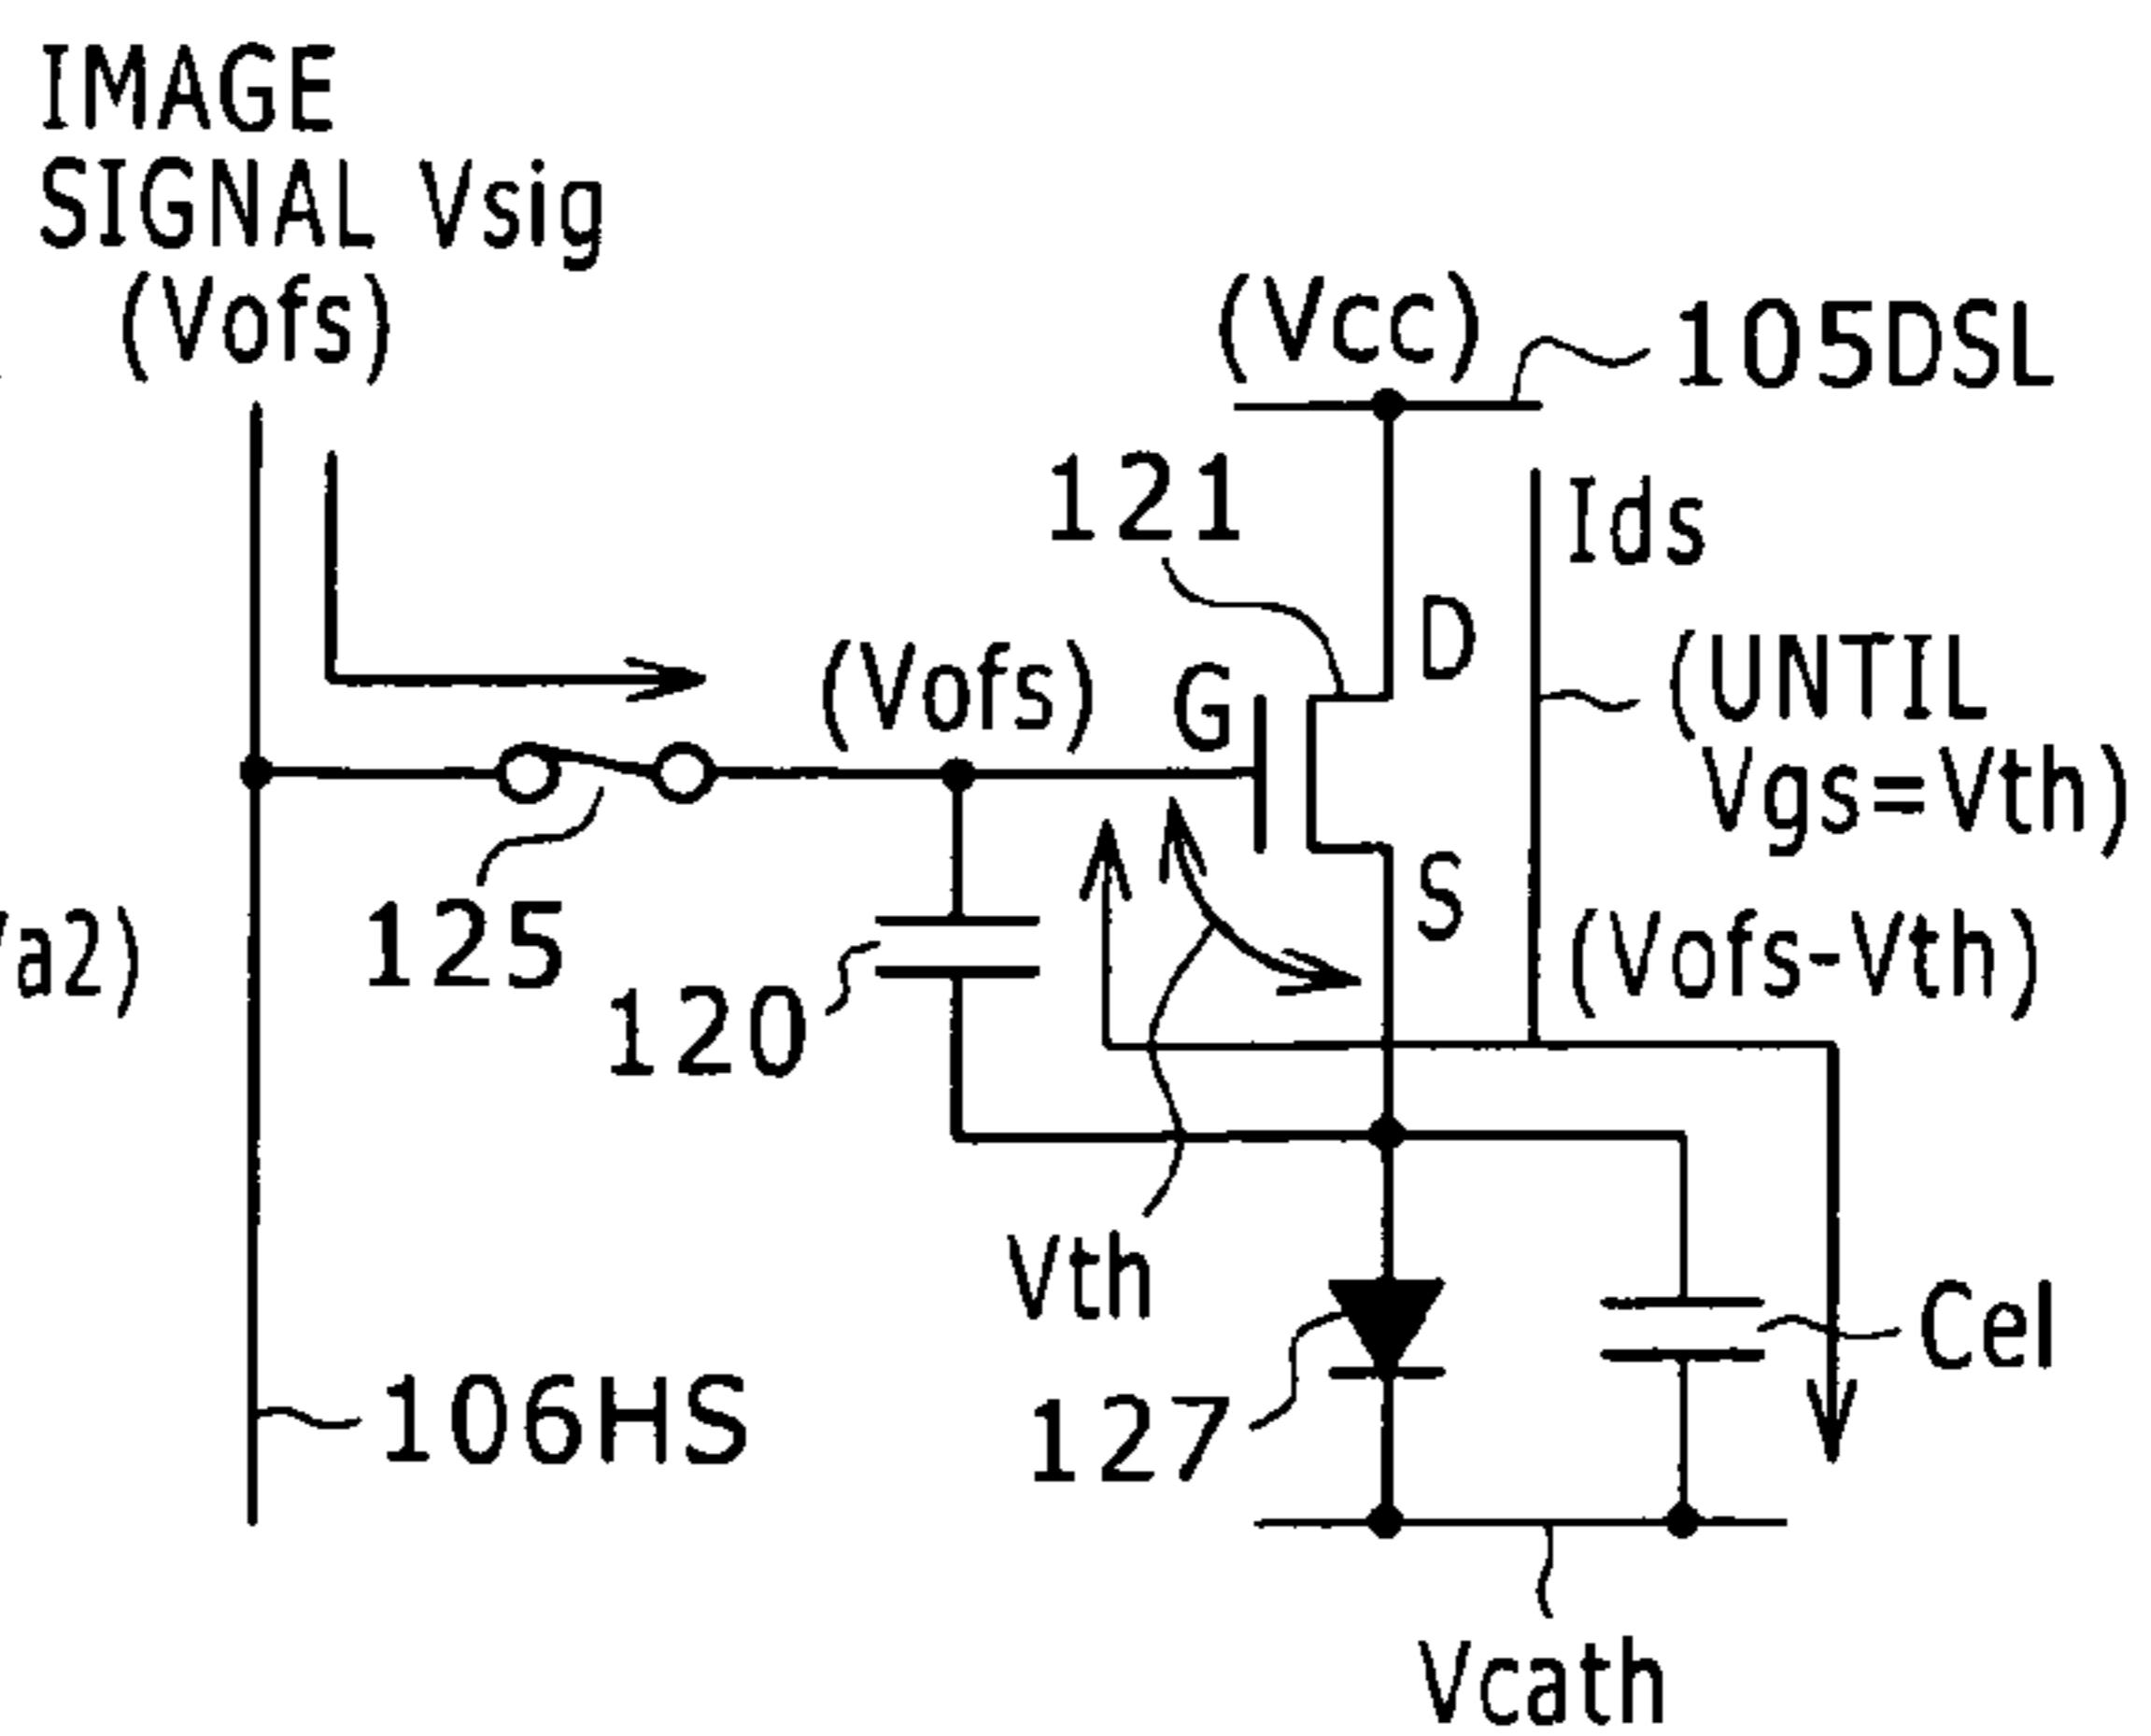 IMAGE
SIGNAL Vsig
(Vofs)
(Vcc)
105DSL
121
Ids
D
(UNTIL
Vgs=Vth)
(Vofs)
G
S
(Vofs-Vth)
a2)
125
120
Vth
Cel
106HS
127
Vcath